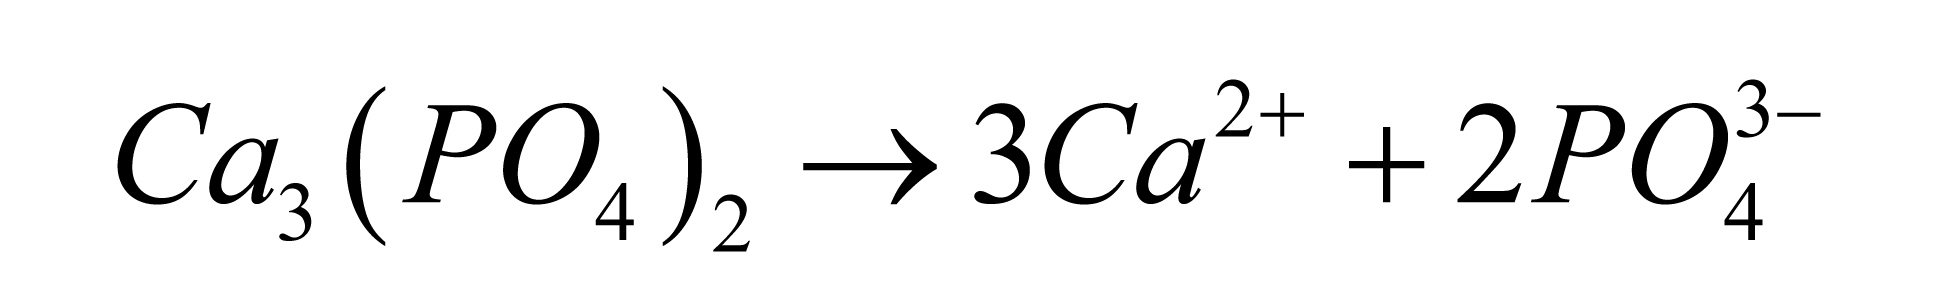 Ca₃(PO₄)₂ → 3Ca²⁺ + 2PO₄³⁻